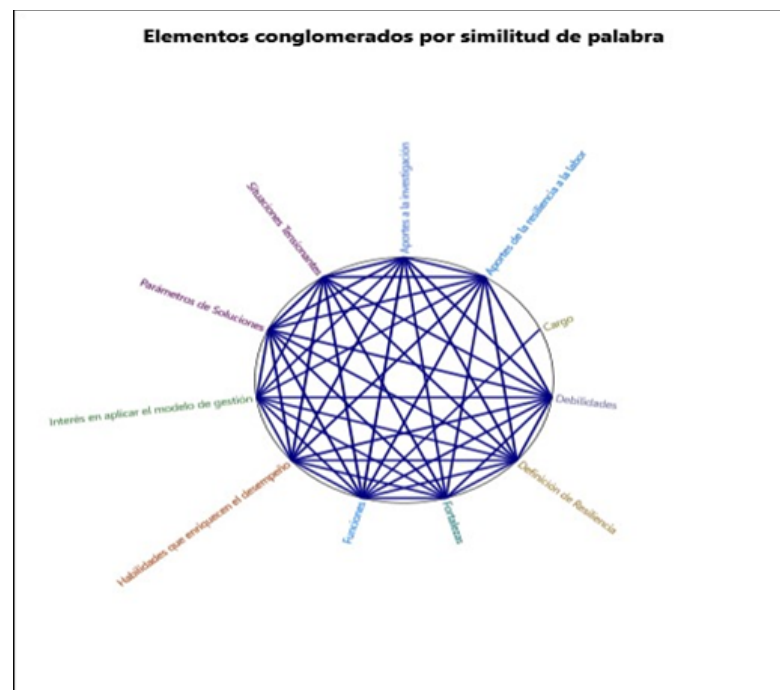 Elementos conglomerados por similitud de palabra
Aportes a la investigación
Aportes de la resiliencia a la labor
Situaciones Tensionantes
Parámetros de Soluciones
Cargo
Interés en aplicar el modelo de gestión
Debilidades
Habilidades que enriquecen el desempeño
Definición de Resiliencia
Funciones
Fortalezas